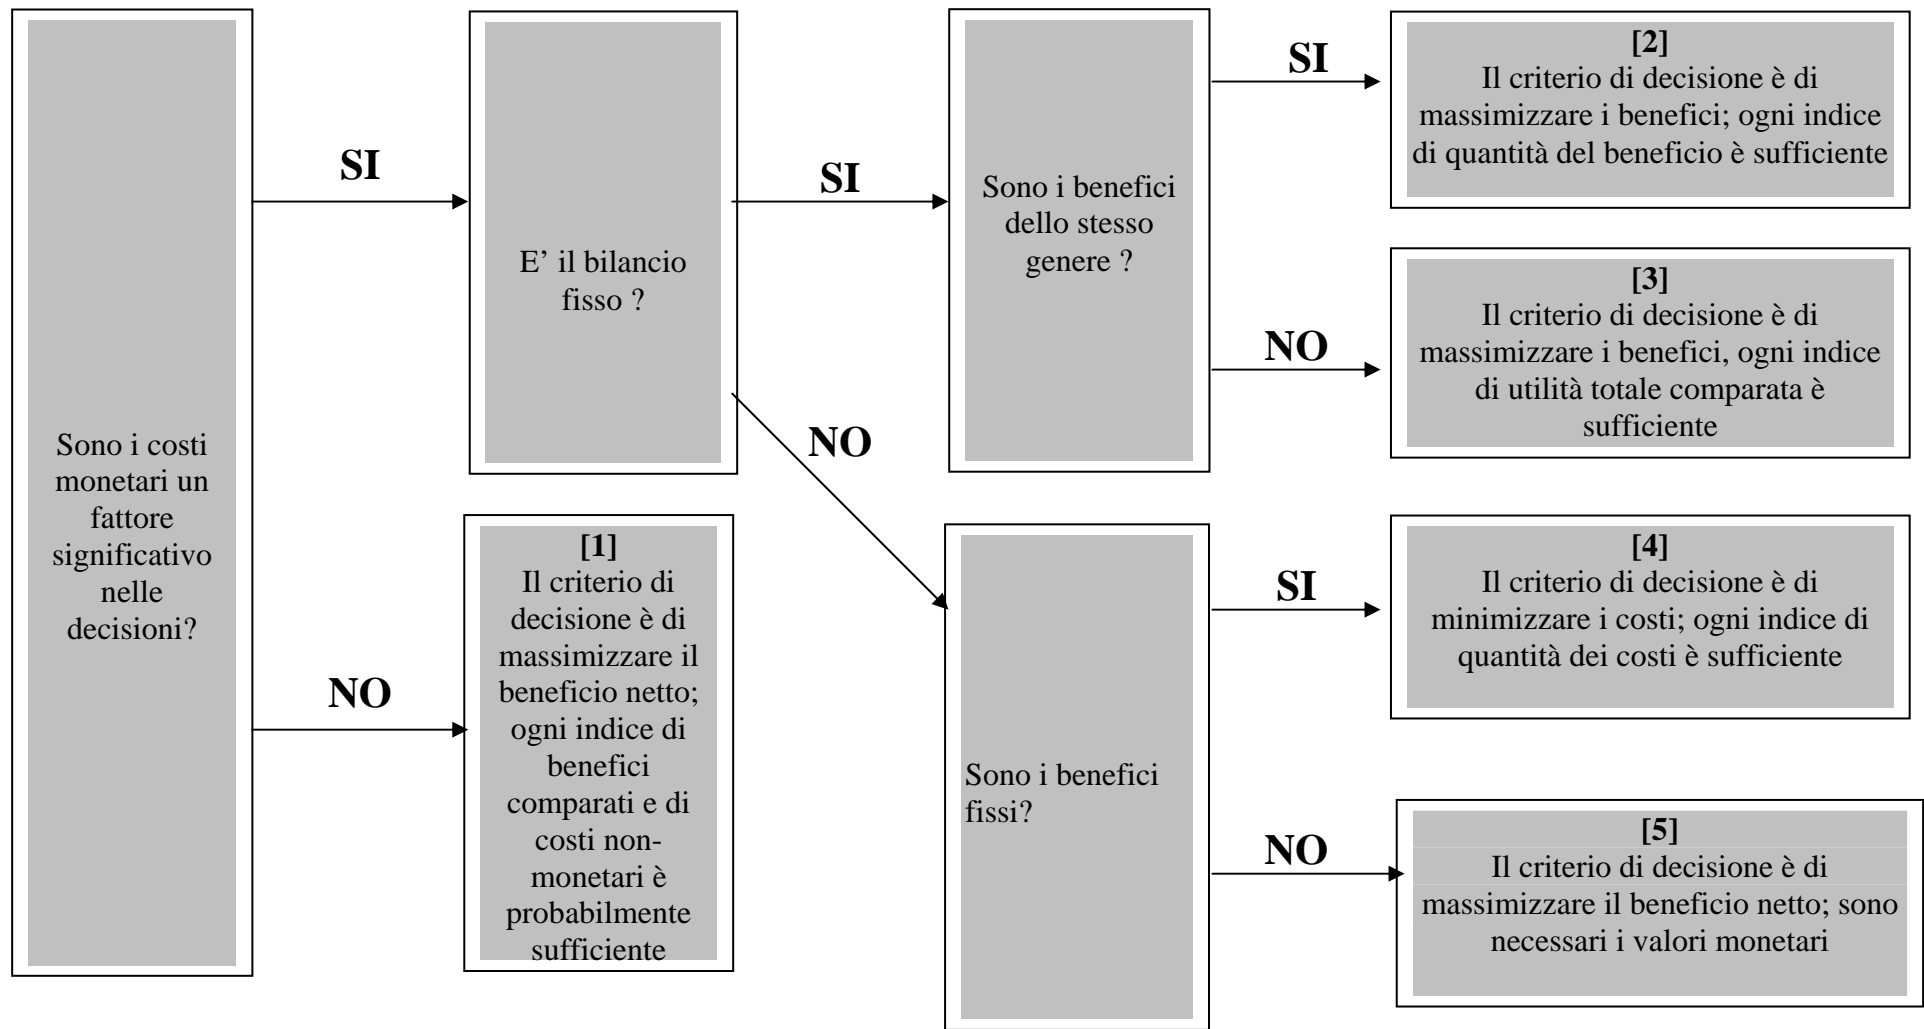 Sono i costi
monetari un
fattore
significativo
nelle
decisioni?
SI
NO
E’ il bilancio
fisso ?
[1]
Il criterio di
decisione è di
massimizzare il
beneficio netto;
ogni indice di
benefici
comparati e di
costi non-
monetari è
probabilmente
sufficiente
SI
NO
Sono i benefici
dello stesso
genere ?
Sono i benefici
fissi?
SI
[2]
Il criterio di decisione è di
massimizzare i benefici; ogni indice
di quantità del beneficio è sufficiente
NO
[3]
Il criterio di decisione è di
massimizzare i benefici, ogni indice
di utilità totale comparata è
sufficiente
SI
[4]
Il criterio di decisione è di
minimizzare i costi; ogni indice di
quantità dei costi è sufficiente
NO
[5]
Il criterio di decisione è di
massimizzare il beneficio netto; sono
necessari i valori monetari